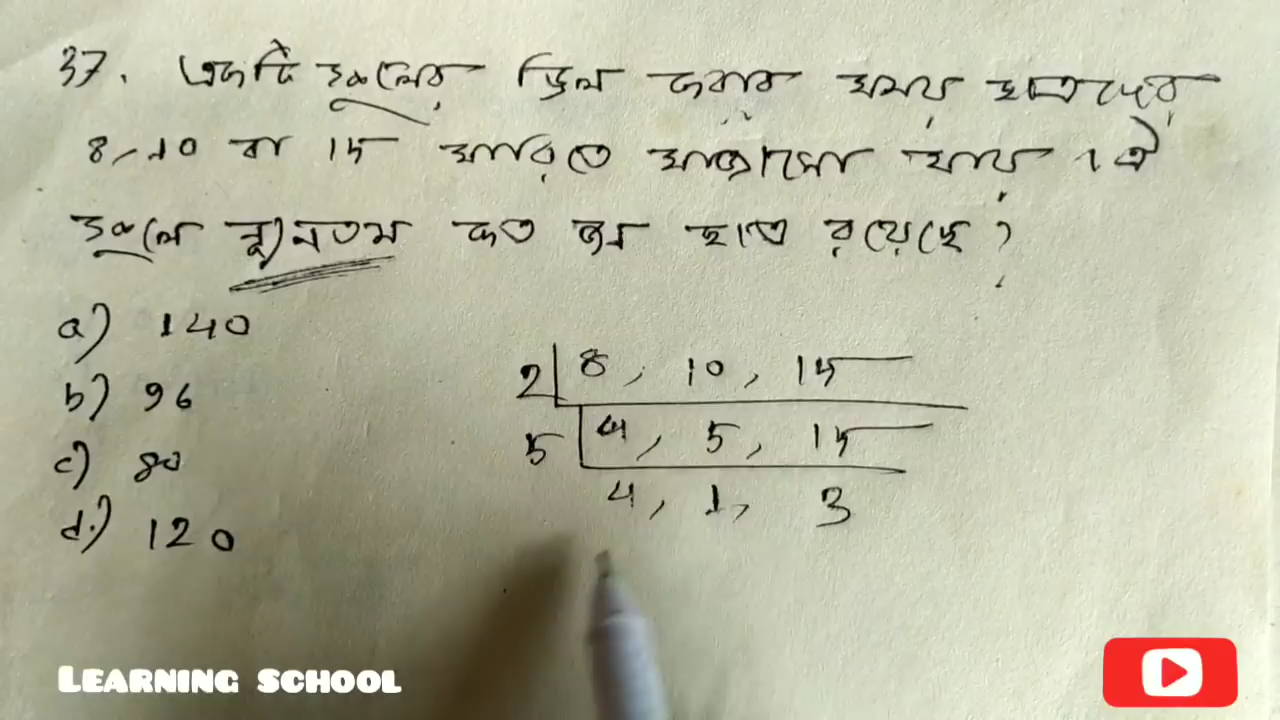 37. একটি স্কুলের ড্রিল করার সময় ছাত্রদের
8, 10 বা 15 সারিতে সাজানো যায়। ঐ
স্কুলে ন্যূনতম কত জন ছাত্র রয়েছে?
a) 140
b) 96
c) 80
d.) 120
2 8, 10, 15
5 4, 5, 15
4, 1, 3
LEARNING SCHOOL